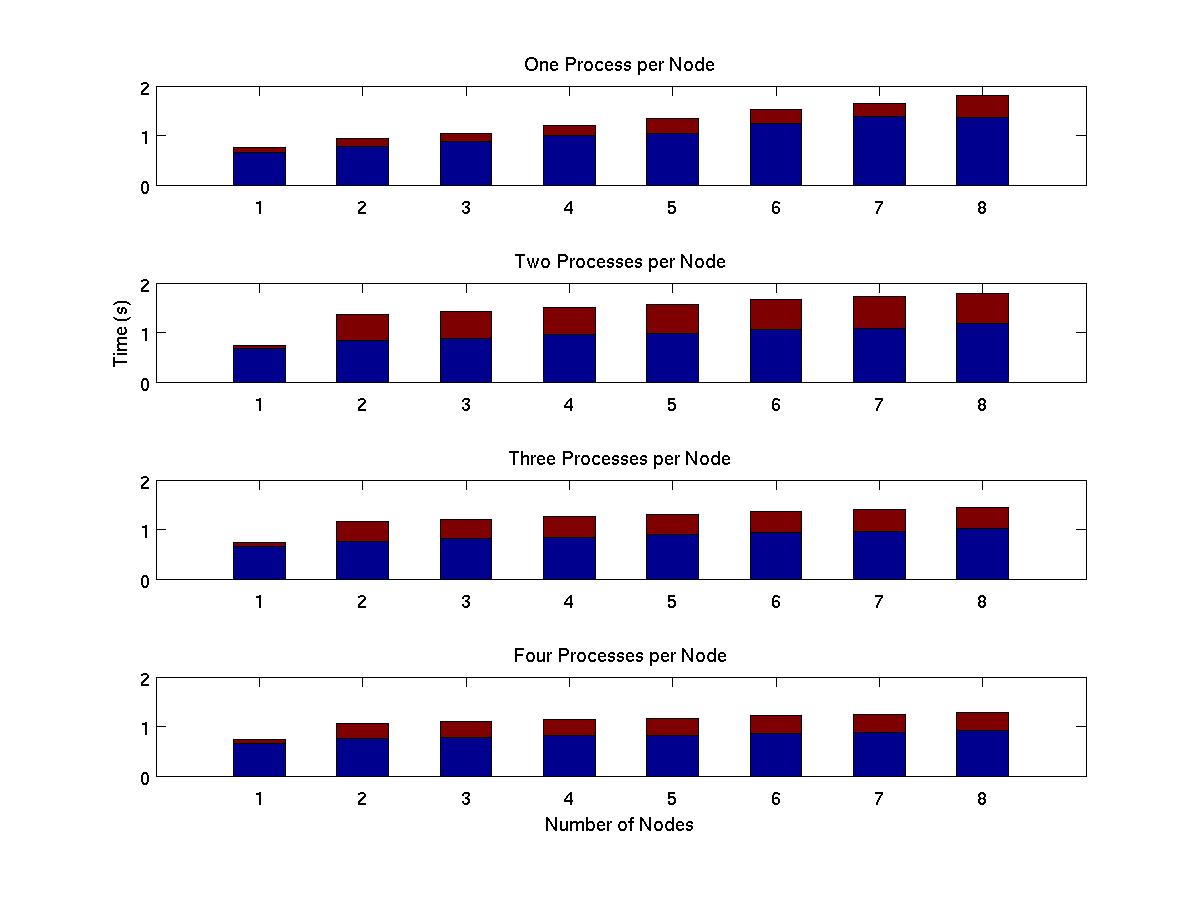 One Process per Node
2
1
0
1 2 3 4 5 6 7 8
Two Processes per Node
2
1
0
Time (s)
1 2 3 4 5 6 7 8
Three Processes per Node
2
1
0
1 2 3 4 5 6 7 8
Four Processes per Node
2
1
0
1 2 3 4 5 6 7 8
Number of Nodes